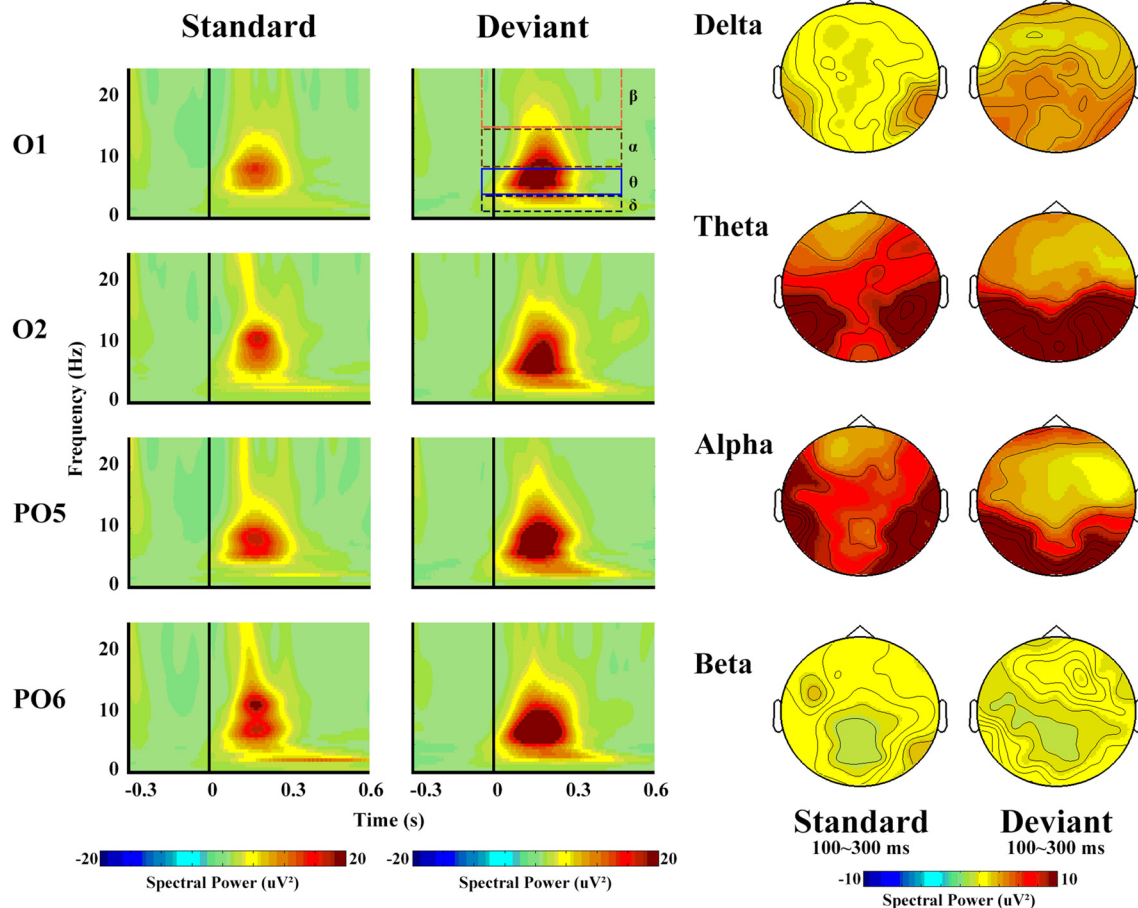 Standard
Deviant
Delta
O1
20
10
0
β
α
θ
δ
Theta
O2
20
10
0
Frequency (Hz)
PO5
20
10
0
Alpha
PO6
20
10
0
Beta
-0.3 0 0.3 0.6
-0.3 0 0.3 0.6
Time (s)
-20 20
Spectral Power (uV²)
-20 20
Spectral Power (uV²)
Standard
100~300 ms
Deviant
100~300 ms
-10 10
Spectral Power (uV²)